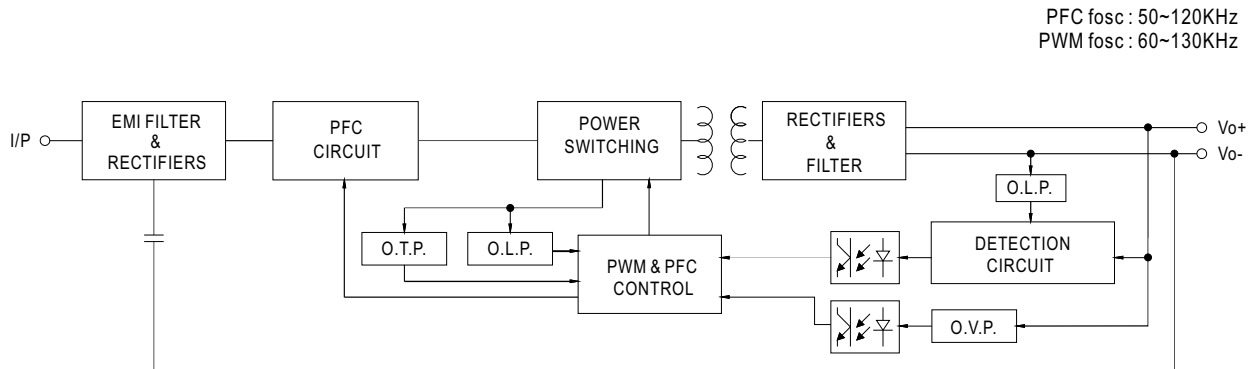 PFC fosc : 50~120KHz
PWM fosc : 60~130KHz
I/P
EMI FILTER
&
RECTIFIERS
PFC
CIRCUIT
POWER
SWITCHING
RECTIFIERS
&
FILTER
Vo+
Vo-
O.L.P.
O.T.P.
O.L.P.
PWM & PFC
CONTROL
DETECTION
CIRCUIT
O.V.P.